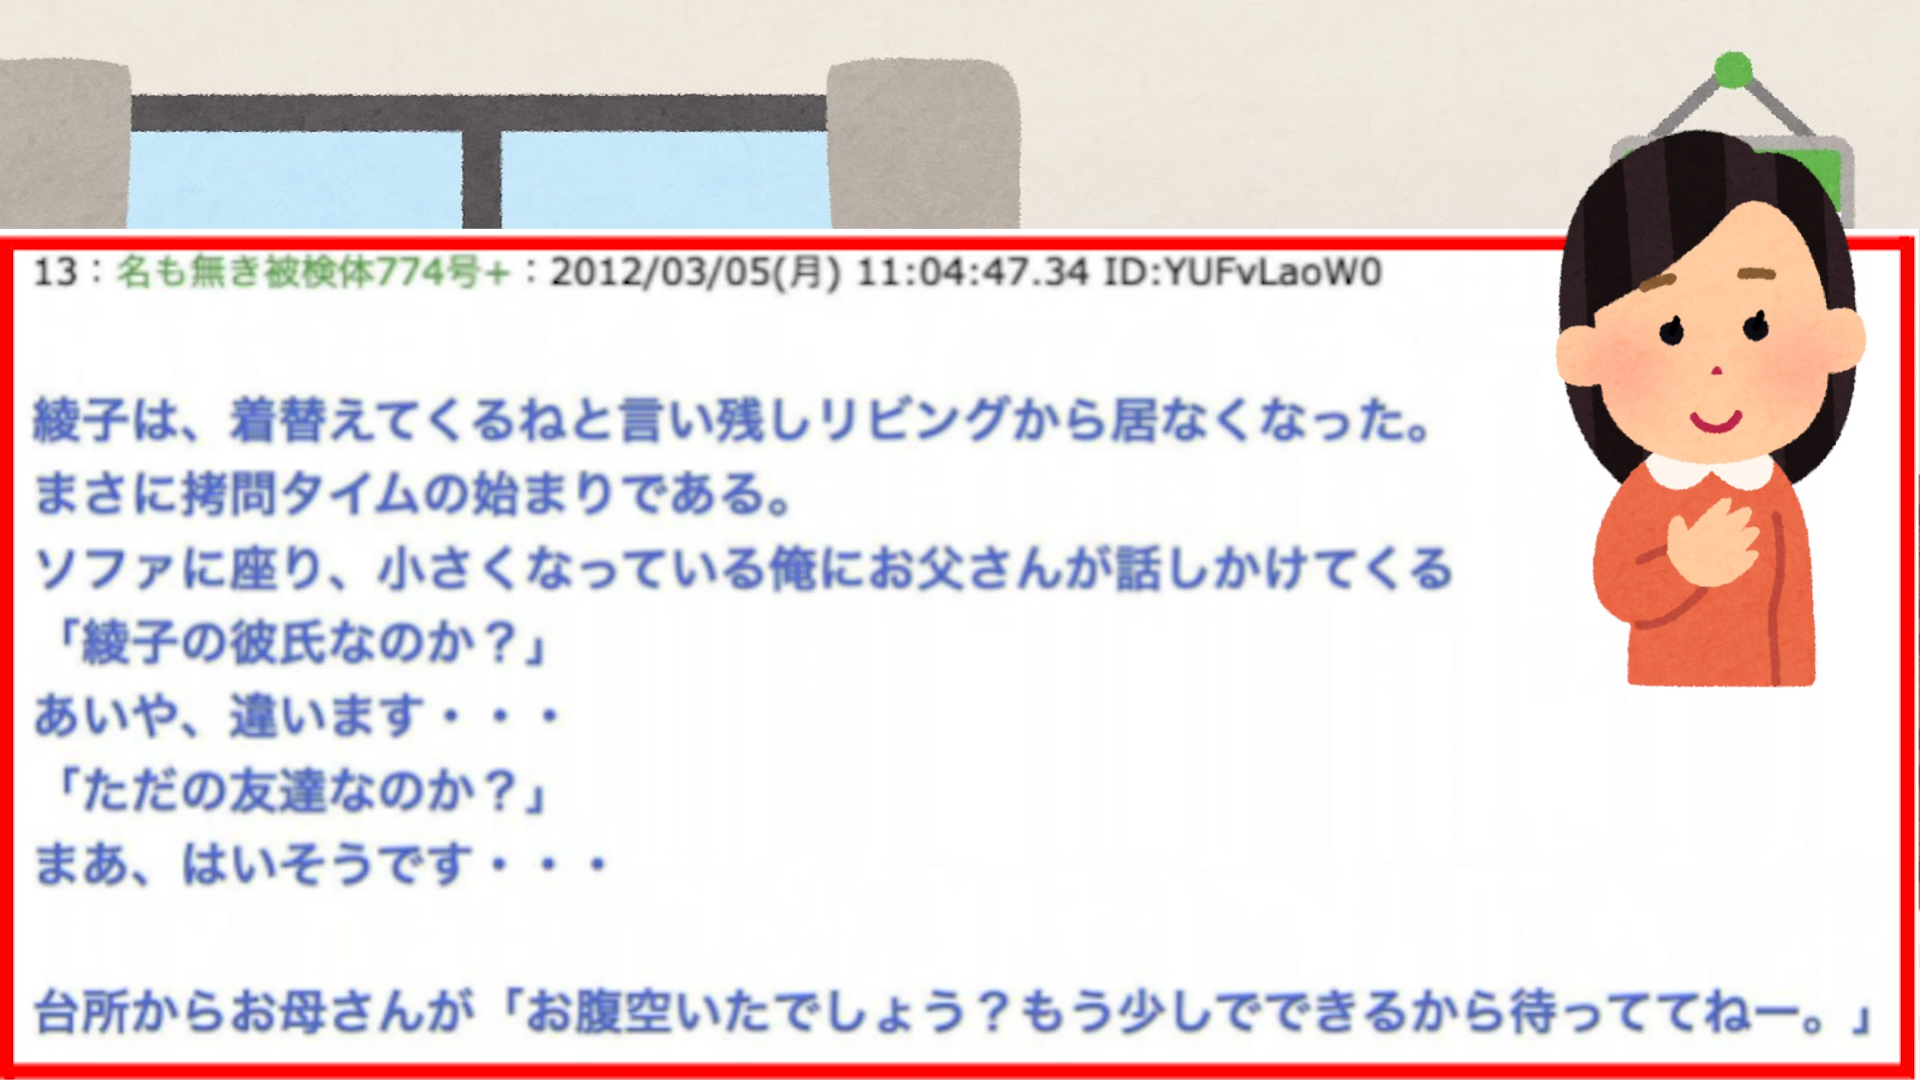 13：名も無き被検体774号+：2012/03/05(月) 11:04:47.34 ID:YUFvLaoW0
綾子は、着替えてくるねと言い残しリビングから居なくなった。
まさに拷問タイムの始まりである。
ソファに座り、小さくなっている俺にお父さんが話しかけてくる
「綾子の彼氏なのか？」
あいや、違います・・・
「ただの友達なのか？」
まあ、はいそうです・・・
台所からお母さんが「お腹空いたでしょう？もう少しでできるから待っててねー。」